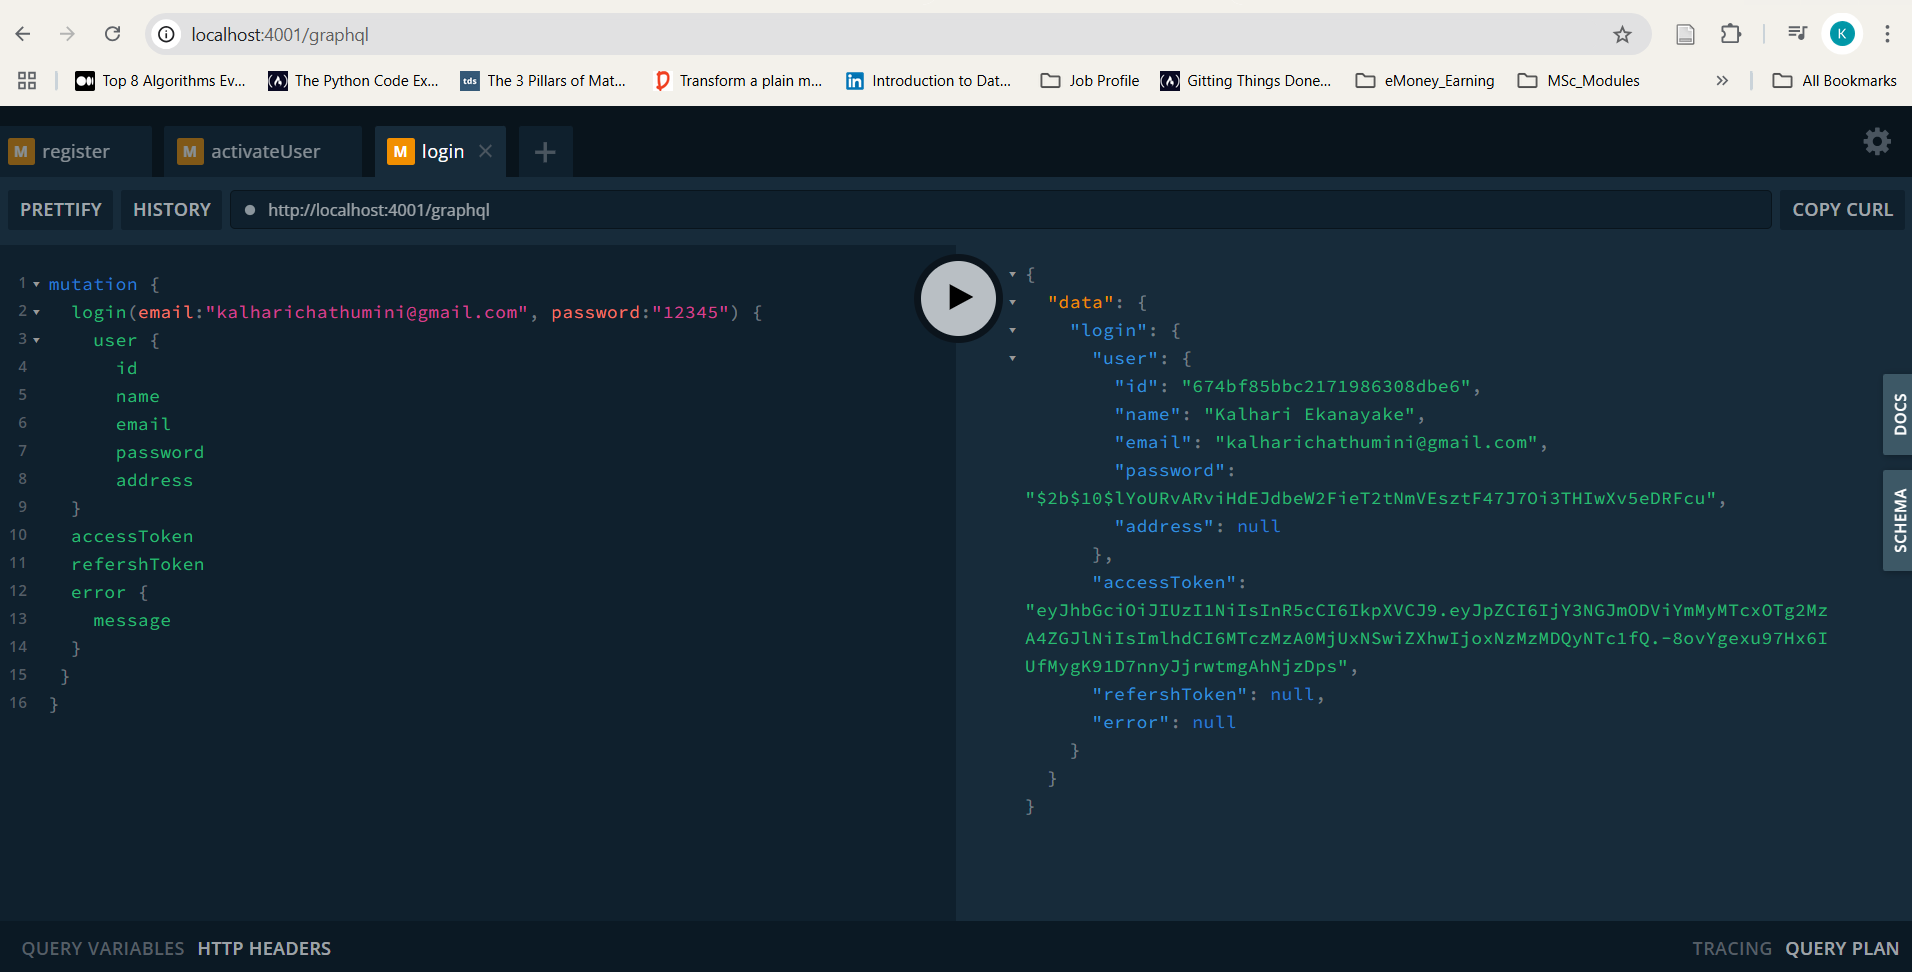 localhost:4001/graphql
K
Top 8 Algorithms Ev...
The Python Code Ex...
tds The 3 Pillars of Mat...
Transform a plain m...
in Introduction to Dat...
Job Profile
Gitting Things Done...
eMoney_Earning
MSc_Modules
»
All Bookmarks
M register
M activateUser
M login
PRETTIFY
HISTORY
http://localhost:4001/graphql
COPY CURL
1 mutation {
2 login(email:"kalharichathumini@gmail.com", password:"12345") {
3 user {
4 id
5 name
6 email
7 password
8 address
9 }
10 accessToken
11 refershToken
12 error {
13 message
14 }
15 }
16 }
{
"data": {
"login": {
"user": {
"id": "674bf85bbc2171986308dbe6",
"name": "Kalhari Ekanayake",
"email": "kalharichathumini@gmail.com",
"password":
"$2b$10$lYoURvARviHdEJdbeW2FieT2tNmVEsztF47J7Oi3THIwXv5eDRFcu",
"address": null
},
"accessToken":
"eyJhbGciOiJIUzI1NiIsInR5cCI6IkpXVCJ9.eyJpZCI6IjY3NGJmODViYmMyMTcxOTg2Mz
A4ZGJlNiIsImlhdCI6MTczMzA0MjUxNSwiZXhwIjoxNzMzMDQyNTc1fQ.-8ovYgexu97Hx6I
UfMygK91D7nnyJjrwtmgAhNjzDps",
"refershToken": null,
"error": null
}
}
}
DOCS
SCHEMA
QUERY VARIABLES
HTTP HEADERS
TRACING
QUERY PLAN